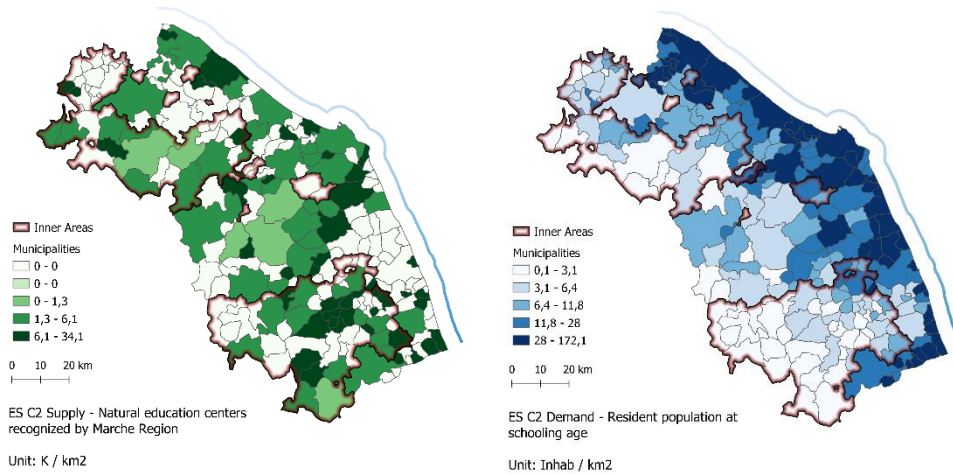 Inner Areas
Municipalities
0 - 0
0 - 0
0 - 1,3
1,3 - 6,1
6,1 - 34,1
0 10 20 km
ES C2 Supply - Natural education centers
recognized by Marche Region
Unit: K / km2
Inner Areas
Municipalities
0,1 - 3,1
3,1 - 6,4
6,4 - 11,8
11,8 - 28
28 - 172,1
0 10 20 km
ES C2 Demand - Resident population at
schooling age
Unit: Inhab / km2